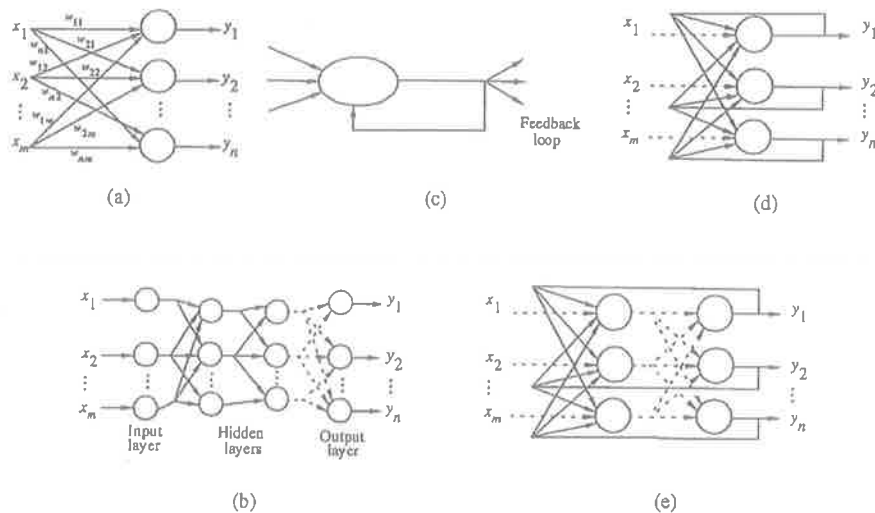 x1 w11 y1
wn1 w21
x2 w12 w22 y2
wn2
w1m
w2m
xm wnm yn
(a)
Feedback
loop
(c)
x1 y1
x2 y2
xm yn
(d)
x1 y1
x2 y2
xm yn
Input
layer
Hidden
layers
Output
layer
(b)
x1 y1
x2 y2
xm yn
(e)